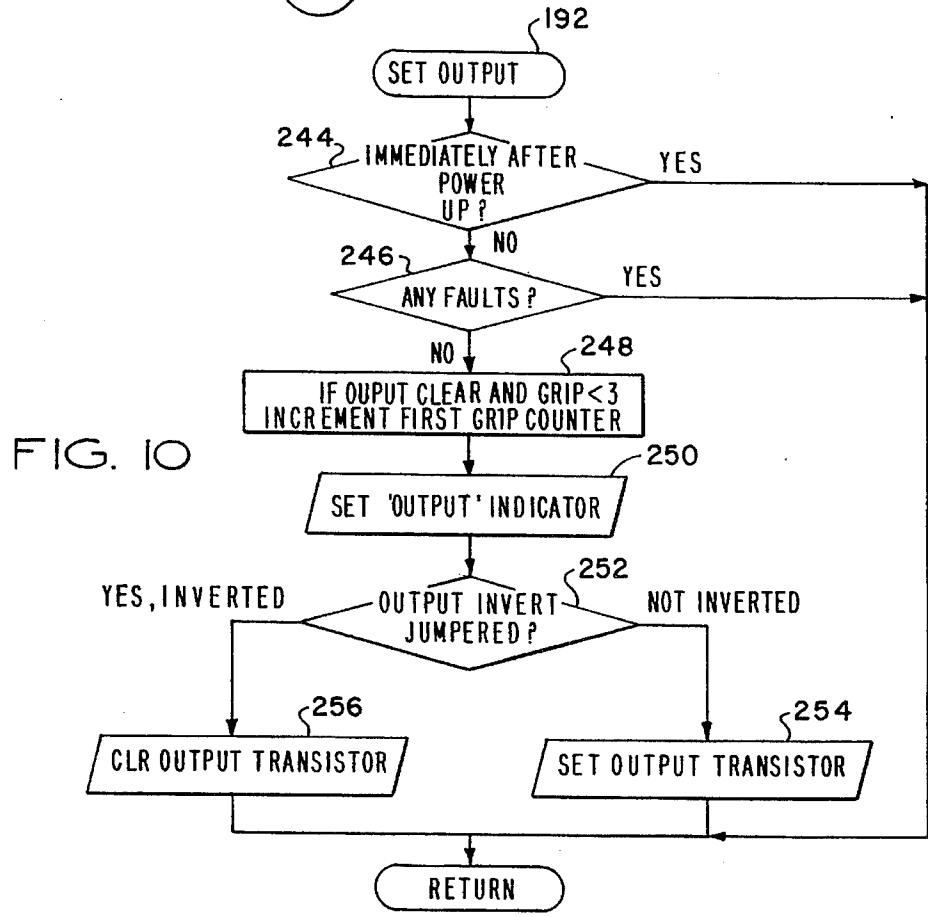 192
SET OUTPUT
244
IMMEDIATELY AFTER
POWER
UP?
YES
NO
246
ANY FAULTS?
YES
NO
248
IF OUPUT CLEAR AND GRIP<3
INCREMENT FIRST GRIP COUNTER
FIG. 10
250
SET 'OUTPUT' INDICATOR
252
YES, INVERTED
OUTPUT INVERT
JUMPERED?
NOT INVERTED
256
CLR OUTPUT TRANSISTOR
254
SET OUTPUT TRANSISTOR
RETURN